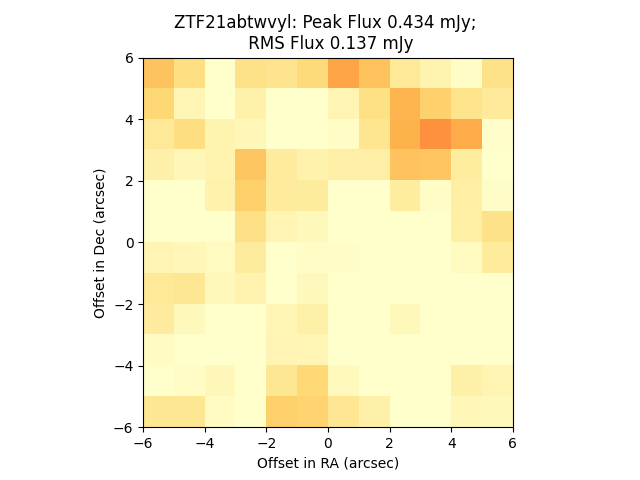 ZTF21abtwvyl: Peak Flux 0.434 mJy;
RMS Flux 0.137 mJy
6
4
2
0
−2
−4
−6
Offset in Dec (arcsec)
−6 −4 −2 0 2 4 6
Offset in RA (arcsec)